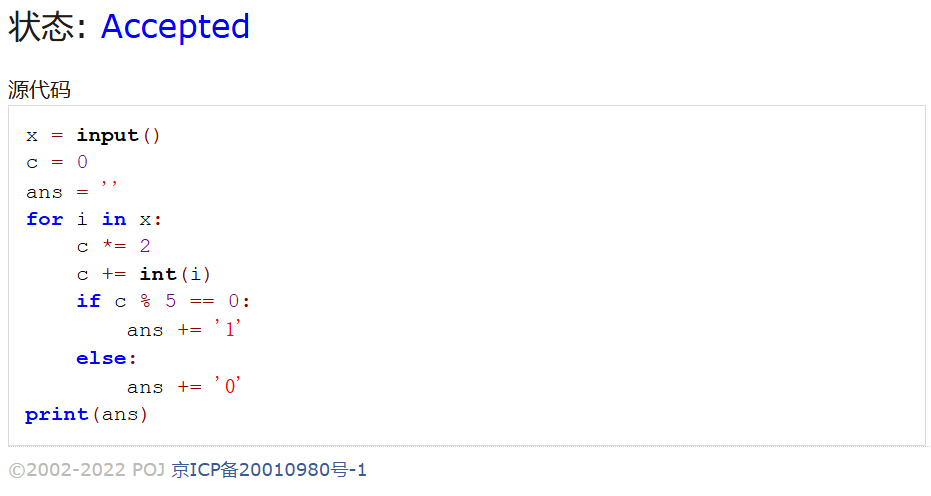 状态: Accepted
源代码
x = input()
c = 0
ans = ''
for i in x:
    c *= 2
    c += int(i)
    if c % 5 == 0:
        ans += '1'
    else:
        ans += '0'
print(ans)
©2002-2022 POJ 京ICP备20010980号-1